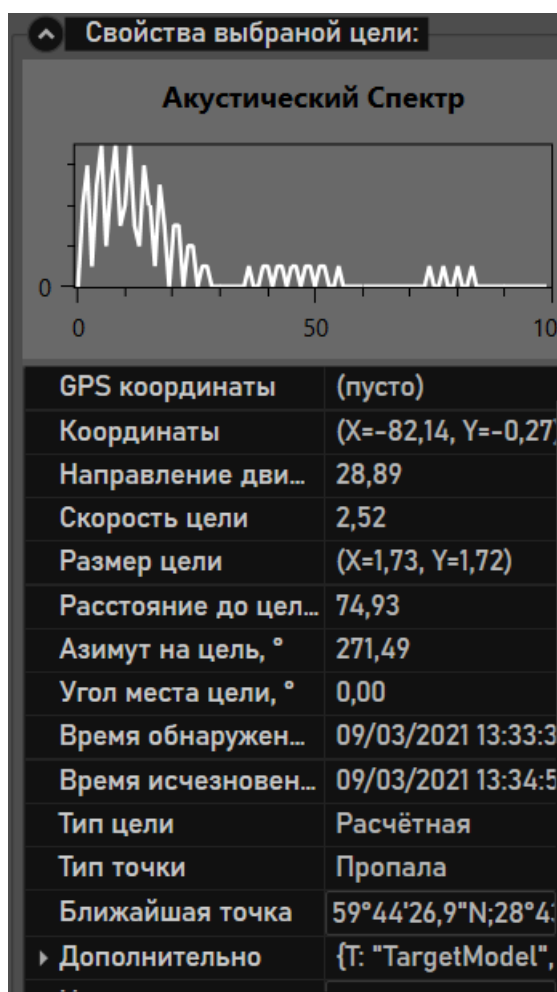 Свойства выбраной цели:
Акустический Спектр
0
0 50 10
GPS координаты (пусто)
Координаты (X=-82,14, Y=-0,27)
Направление дви... 28,89
Скорость цели 2,52
Размер цели (X=1,73, Y=1,72)
Расстояние до цел... 74,93
Азимут на цель, ° 271,49
Угол места цели, ° 0,00
Время обнаружен... 09/03/2021 13:33:3
Время исчезновен... 09/03/2021 13:34:5
Тип цели Расчётная
Тип точки Пропала
Ближайшая точка 59°44'26,9"N;28°4
Дополнительно {T: "TargetModel",